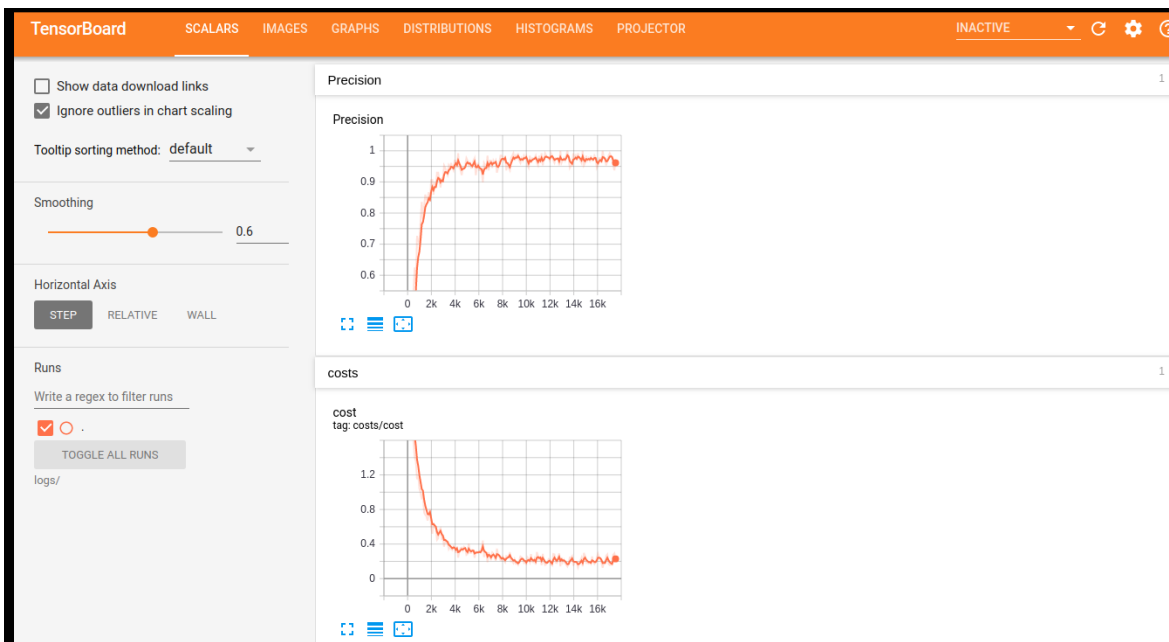 TensorBoard SCALARS IMAGES GRAPHS DISTRIBUTIONS HISTOGRAMS PROJECTOR INACTIVE
Show data download links
Ignore outliers in chart scaling
Tooltip sorting method: default
Smoothing
0.6
Horizontal Axis
STEP RELATIVE WALL
Runs
Write a regex to filter runs
.
TOGGLE ALL RUNS
logs/
Precision 1
Precision
1
0.9
0.8
0.7
0.6
0 2k 4k 6k 8k 10k 12k 14k 16k
costs 1
cost
tag: costs/cost
1.2
0.8
0.4
0
0 2k 4k 6k 8k 10k 12k 14k 16k